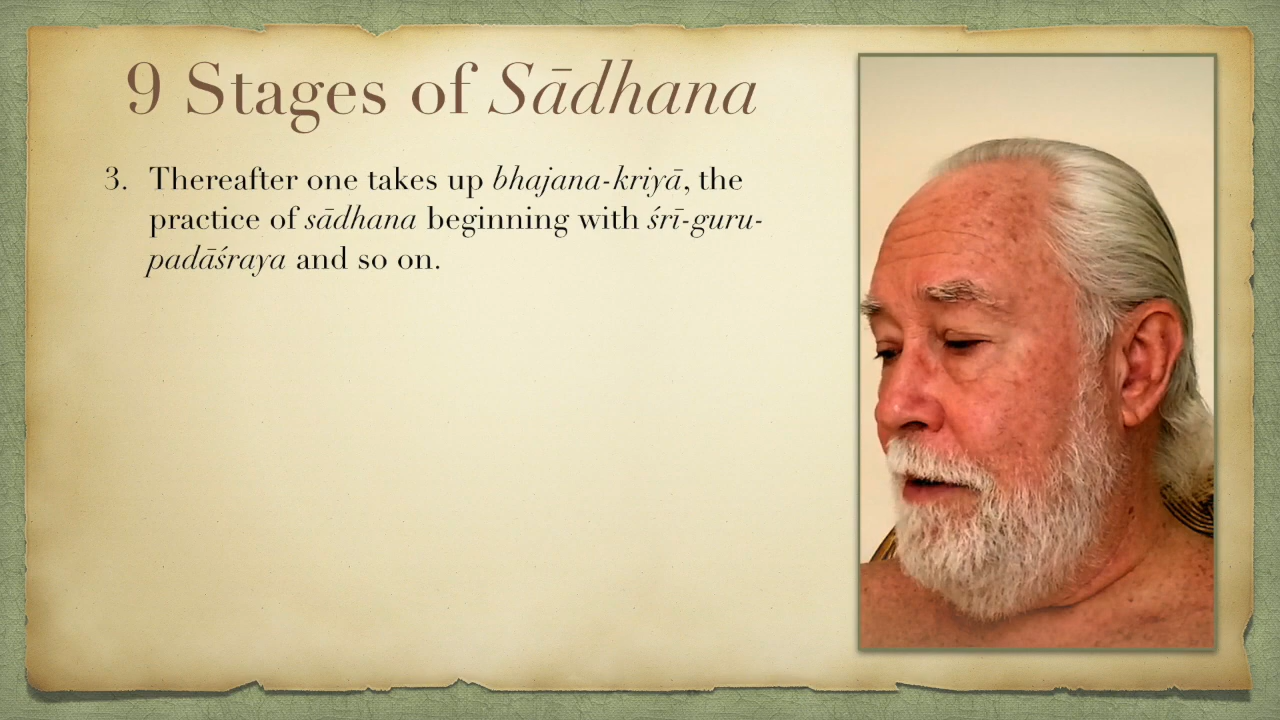 9 Stages of Sādhana
3. Thereafter one takes up bhajana-kriyā, the
practice of sādhana beginning with śrī-guru-
padāśraya and so on.